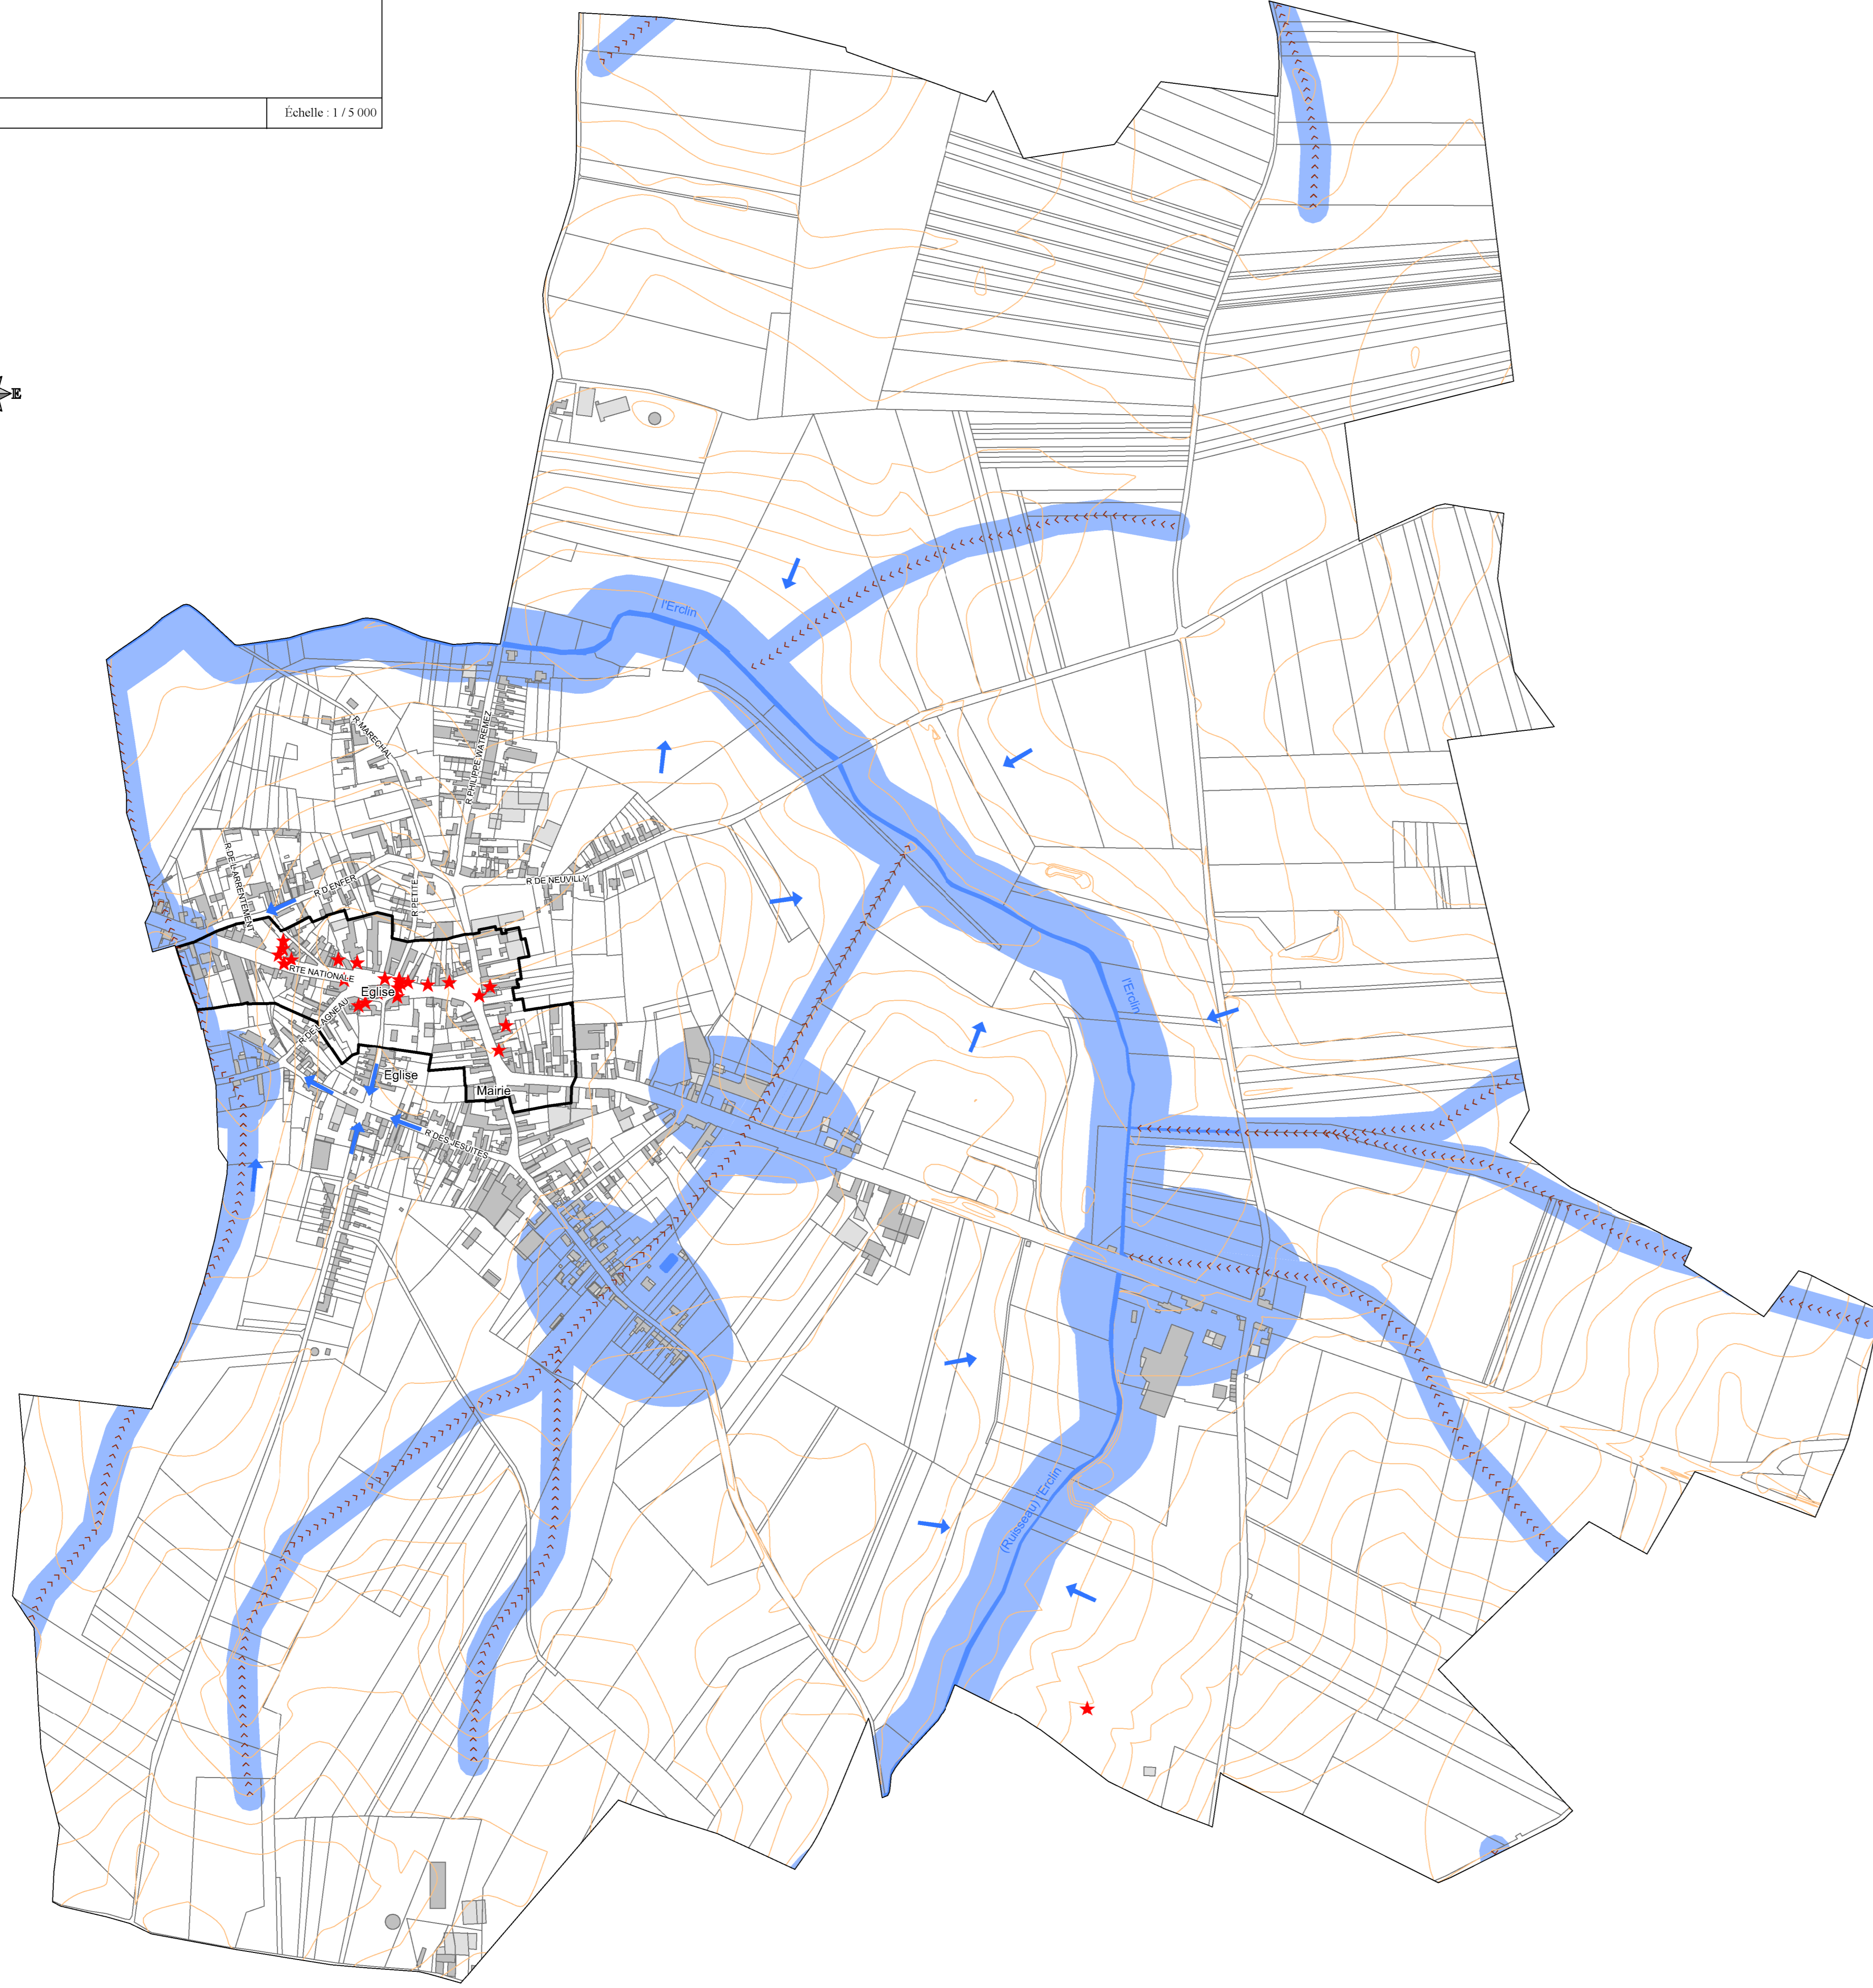 Échelle : 1 / 5 000
E
l'Erclin
R MARECHAL
R PHILIPPE WATREMEZ
R DE L'ARRENTEMENT
R D'ENFER
R PETITE
R DE NEUVILLY
RTE NATIONALE
Eglise
R DE L'AGNEAU
l'Erclin
Eglise
Mairie
R DES JESUITES
(Ruisseau) l'Erclin